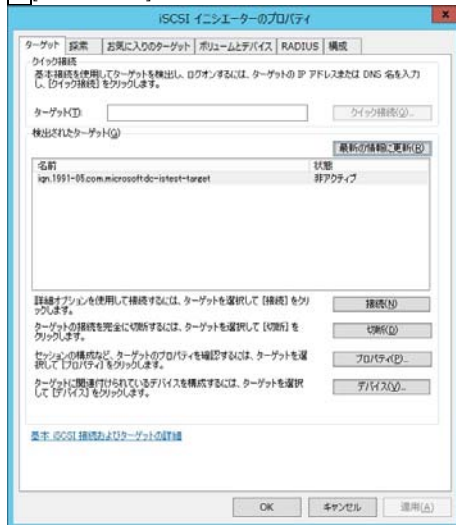 iSCSI イニシエーターのプロパティ
ターゲット 探索 お気に入りのターゲット ボリュームとデバイス RADIUS 構成
クイック接続
基本接続を使用してターゲットを検出し、ログオンするには、ターゲットの IP アドレスまたは DNS 名を入力
し、[クイック接続] をクリックします。
ターゲット(T): クイック接続(Q)...
検出されたターゲット(G)
最新の情報に更新(R)
名前 状態
iqn.1991-05.com.microsoft:dc-istest-target 非アクティブ
詳細オプションを使用して接続するには、ターゲットを選択して [接続] をクリ
ックします。
接続(N)
ターゲットの接続を完全に切断するには、ターゲットを選択して [切断] を
クリックします。
切断(D)
セッションの構成など、ターゲットのプロパティを確認するには、ターゲットを選
択して [プロパティ] をクリックします。
プロパティ(P)...
ターゲットに関連付けられているデバイスを構成するには、ターゲットを選択
して [デバイス] をクリックします。
デバイス(V)...
基本 iSCSI 接続およびターゲットの詳細
OK キャンセル 適用(A)